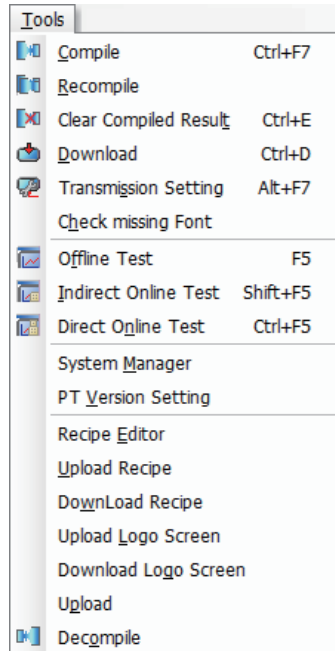 Tools
Compile Ctrl+F7
Recompile
Clear Compiled Result Ctrl+E
Download Ctrl+D
Transmission Setting Alt+F7
Check missing Font
Offline Test F5
Indirect Online Test Shift+F5
Direct Online Test Ctrl+F5
System Manager
PT Version Setting
Recipe Editor
Upload Recipe
DownLoad Recipe
Upload Logo Screen
Download Logo Screen
Upload
Decompile